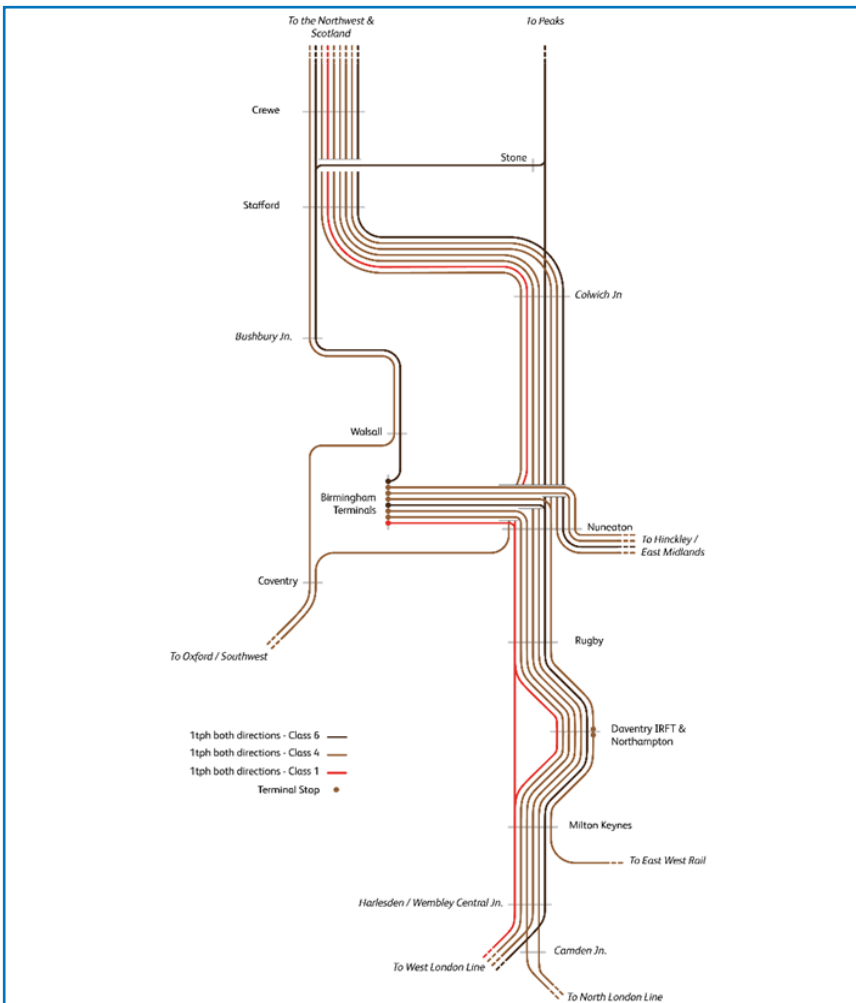 To the Northwest &
Scotland
To Peaks
Crewe
Stone
Stafford
Colwich Jn
Bushbury Jn.
Walsall
Birmingham
Terminals
Nuneaton
To Hinckley /
East Midlands
Coventry
To Oxford / Southwest
Rugby
Daventry IRFT &
Northampton
1tph both directions - Class 6
1tph both directions - Class 4
1tph both directions - Class 1
Terminal Stop
Milton Keynes
To East West Rail
Harlesden / Wembley Central Jn.
Camden Jn.
To West London Line
To North London Line